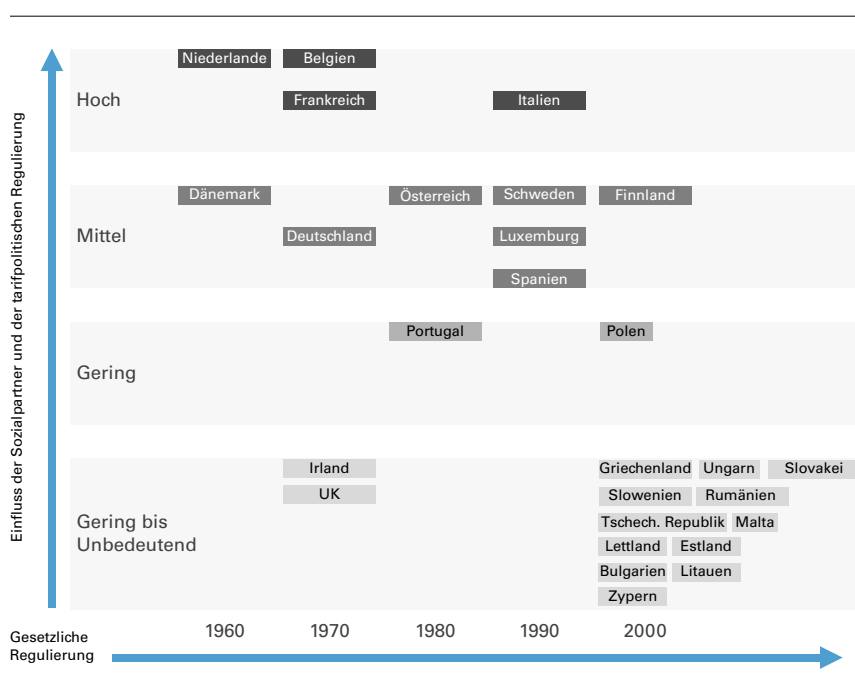 Einfluss der Sozialpartner und der tarifpolitischen Regulierung
Niederlande Belgien
Hoch
Frankreich Italien
Dänemark Österreich Schweden Finnland
Mittel
Deutschland Luxemburg
Spanien
Portugal Polen
Gering
Irland Griechenland Ungarn Slovakei
UK Slowenien Rumänien
Gering bis
Unbedeutend
Tschech. Republik Malta
Lettland Estland
Bulgarien Litauen
Zypern
1960 1970 1980 1990 2000
Gesetzliche
Regulierung